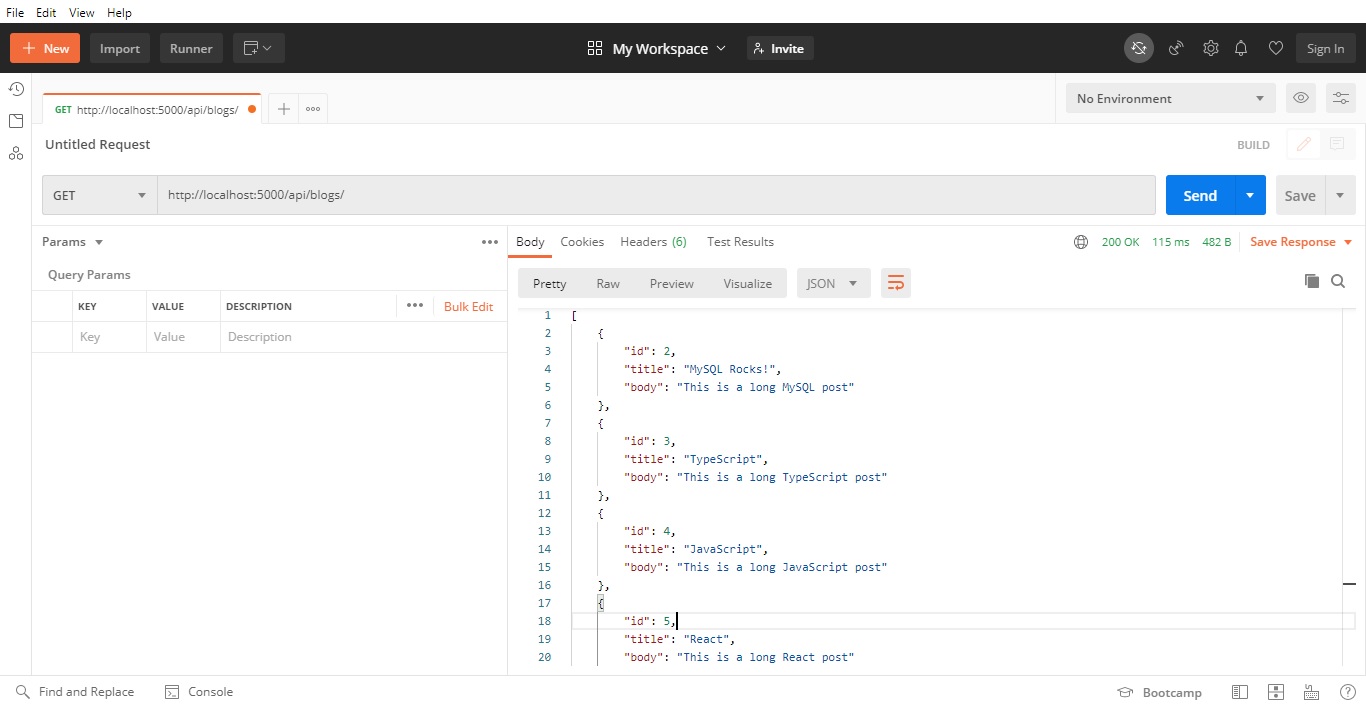 File Edit View Help
New Import Runner My Workspace Invite Sign In
GET http://localhost:5000/api/blogs/ No Environment
Untitled Request BUILD
GET http://localhost:5000/api/blogs/ Send Save
Params Body Cookies Headers (6) Test Results 200 OK 115 ms 482 B Save Response
Query Params Pretty Raw Preview Visualize JSON
KEY VALUE DESCRIPTION Bulk Edit
Key Value Description
1 [
2 {
3 "id": 2,
4 "title": "MySQL Rocks!",
5 "body": "This is a long MySQL post"
6 },
7 {
8 "id": 3,
9 "title": "TypeScript",
10 "body": "This is a long TypeScript post"
11 },
12 {
13 "id": 4,
14 "title": "JavaScript",
15 "body": "This is a long JavaScript post"
16 },
17 {
18 "id": 5,
19 "title": "React",
20 "body": "This is a long React post"
Find and Replace Console Bootcamp